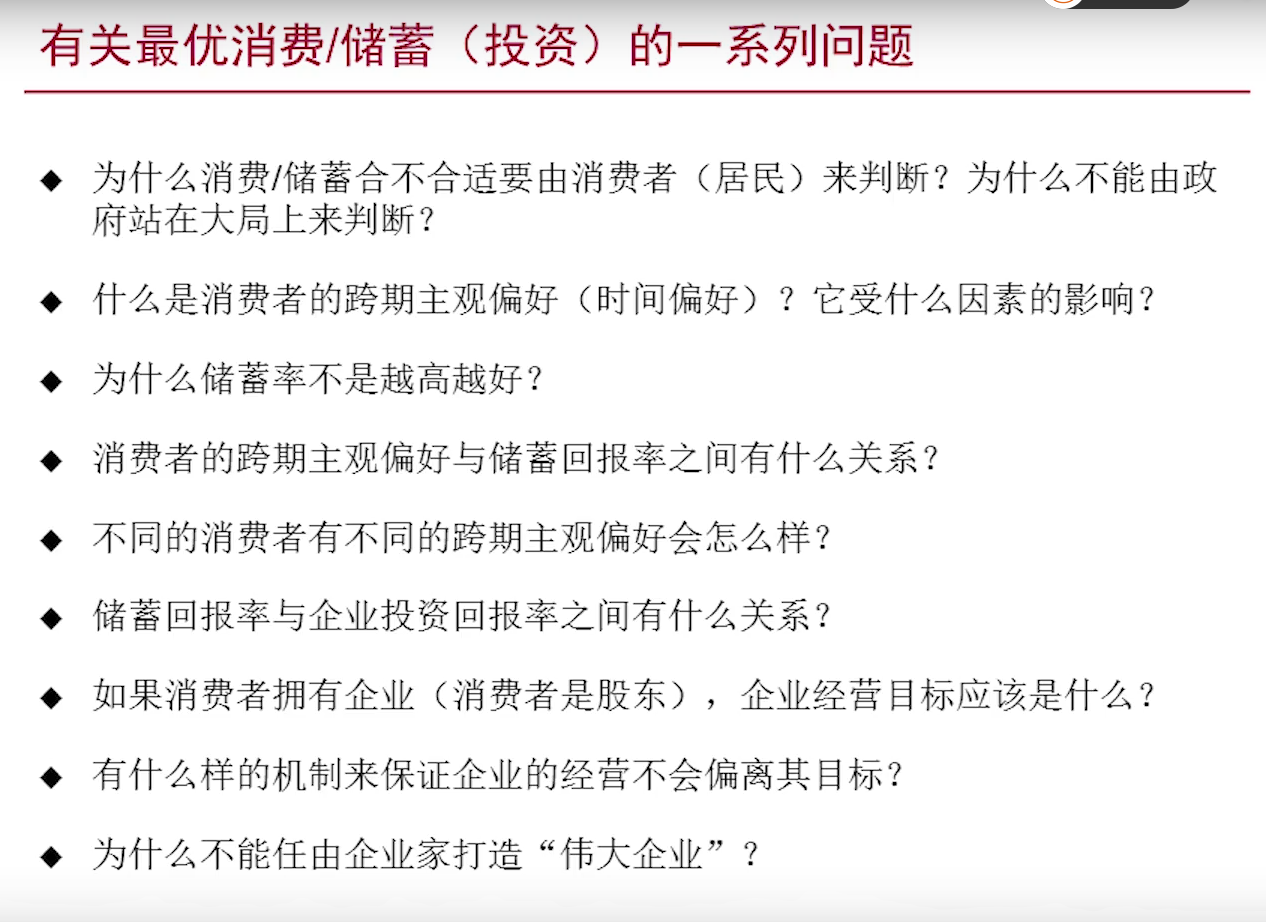 有关最优消费/储蓄（投资）的一系列问题
◆ 为什么消费/储蓄合不合适要由消费者（居民）来判断？为什么不能由政
府站在大局上来判断？
◆ 什么是消费者的跨期主观偏好（时间偏好）？它受什么因素的影响？
◆ 为什么储蓄率不是越高越好？
◆ 消费者的跨期主观偏好与储蓄回报率之间有什么关系？
◆ 不同的消费者有不同的跨期主观偏好会怎么样？
◆ 储蓄回报率与企业投资回报率之间有什么关系？
◆ 如果消费者拥有企业（消费者是股东），企业经营目标应该是什么？
◆ 有什么样的机制来保证企业的经营不会偏离其目标？
◆ 为什么不能任由企业家打造“伟大企业”？